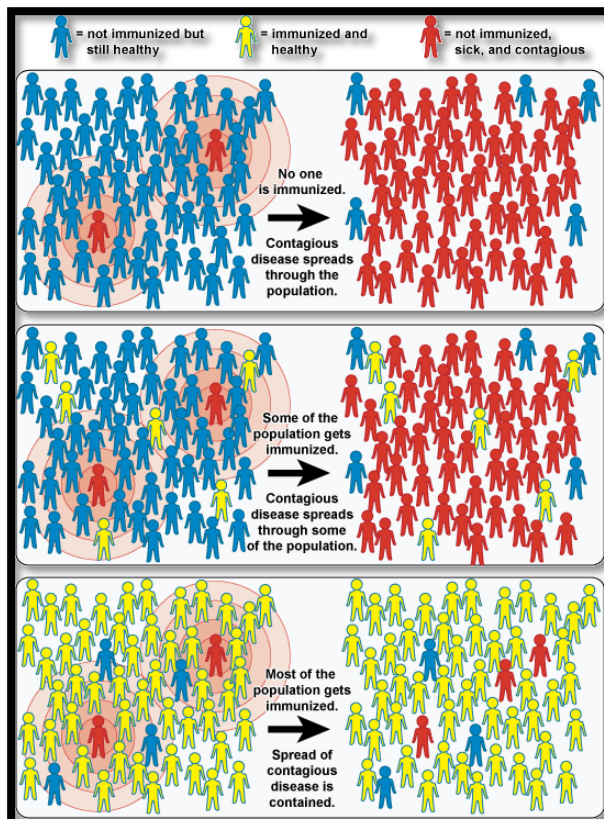 = not immunized but
still healthy
= immunized and
healthy
= not immunized,
sick, and contagious
No one
is immunized.
Contagious
disease spreads
through the
population.
Some of the
population gets
immunized.
Contagious
disease spreads
through some
of the population.
Most of the
population gets
immunized.
Spread of
contagious
disease is
contained.